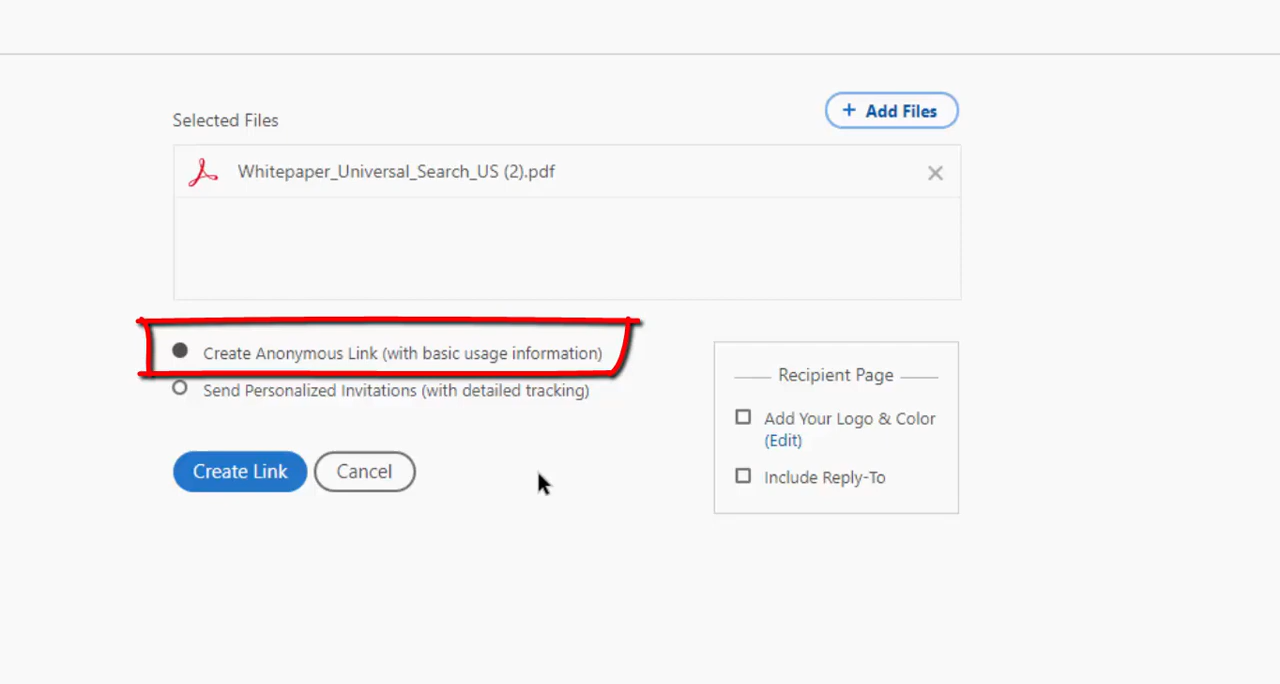 + Add Files
Selected Files
Whitepaper_Universal_Search_US (2).pdf
Create Anonymous Link (with basic usage information)
Send Personalized Invitations (with detailed tracking)
Create Link
Cancel
Recipient Page
Add Your Logo & Color
(Edit)
Include Reply-To